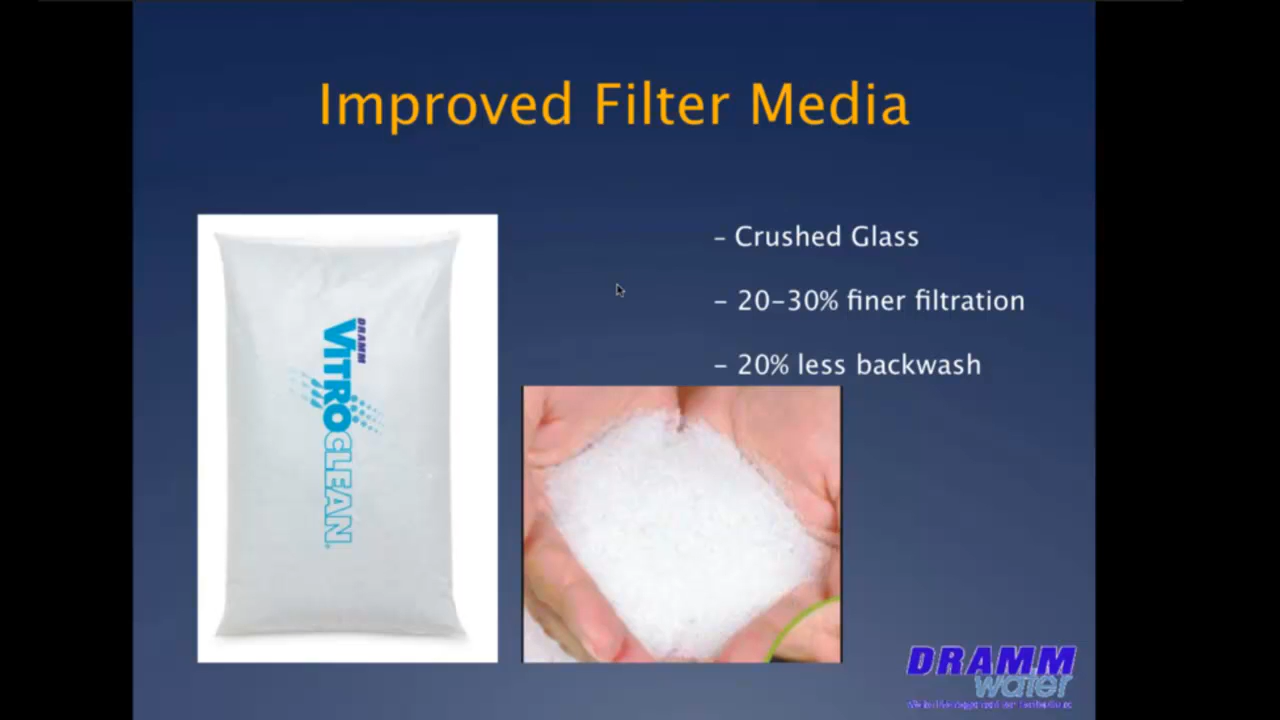 Improved Filter Media
– Crushed Glass
– 20–30% finer filtration
– 20% less backwash
DRAMM
VITROCLEAN®
DRAMM
water